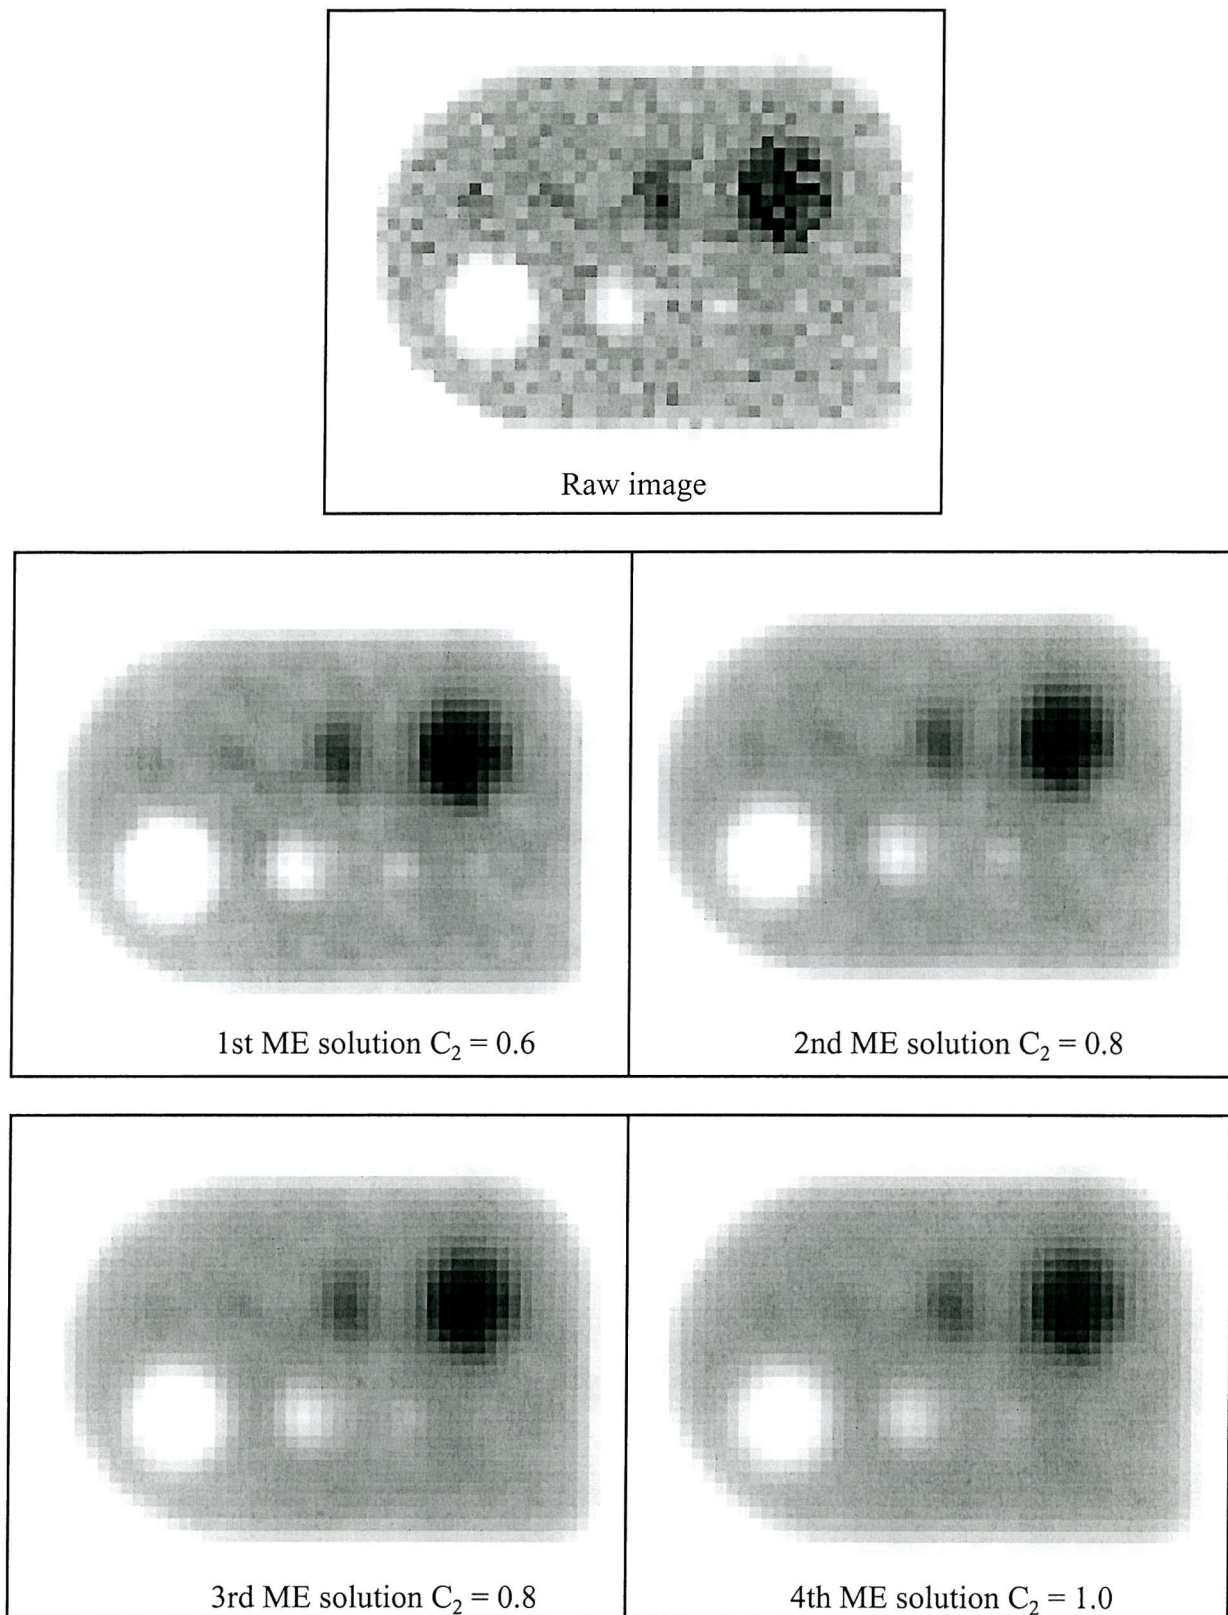 Raw image
1st ME solution C₂ = 0.6
2nd ME solution C₂ = 0.8
3rd ME solution C₂ = 0.8
4th ME solution C₂ = 1.0